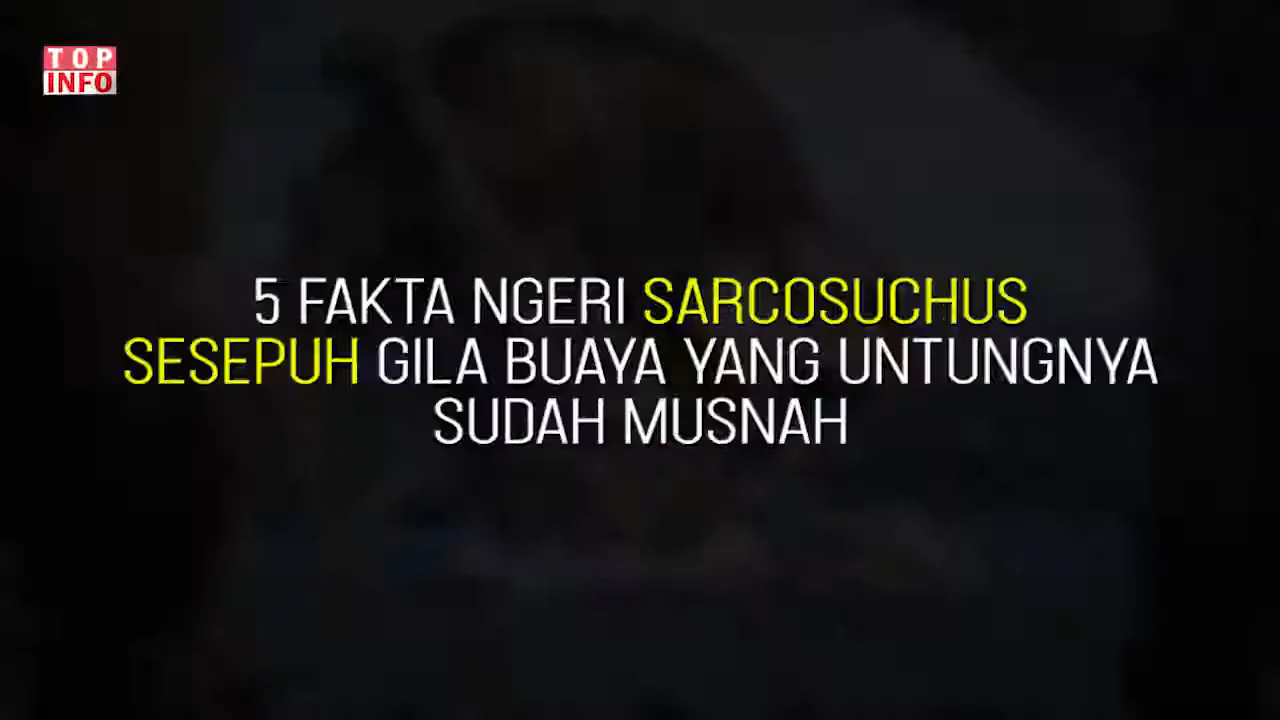 TOP
INFO
5 FAKTA NGERI SARCOSUCHUS
SESEPUH GILA BUAYA YANG UNTUNGNYA
SUDAH MUSNAH